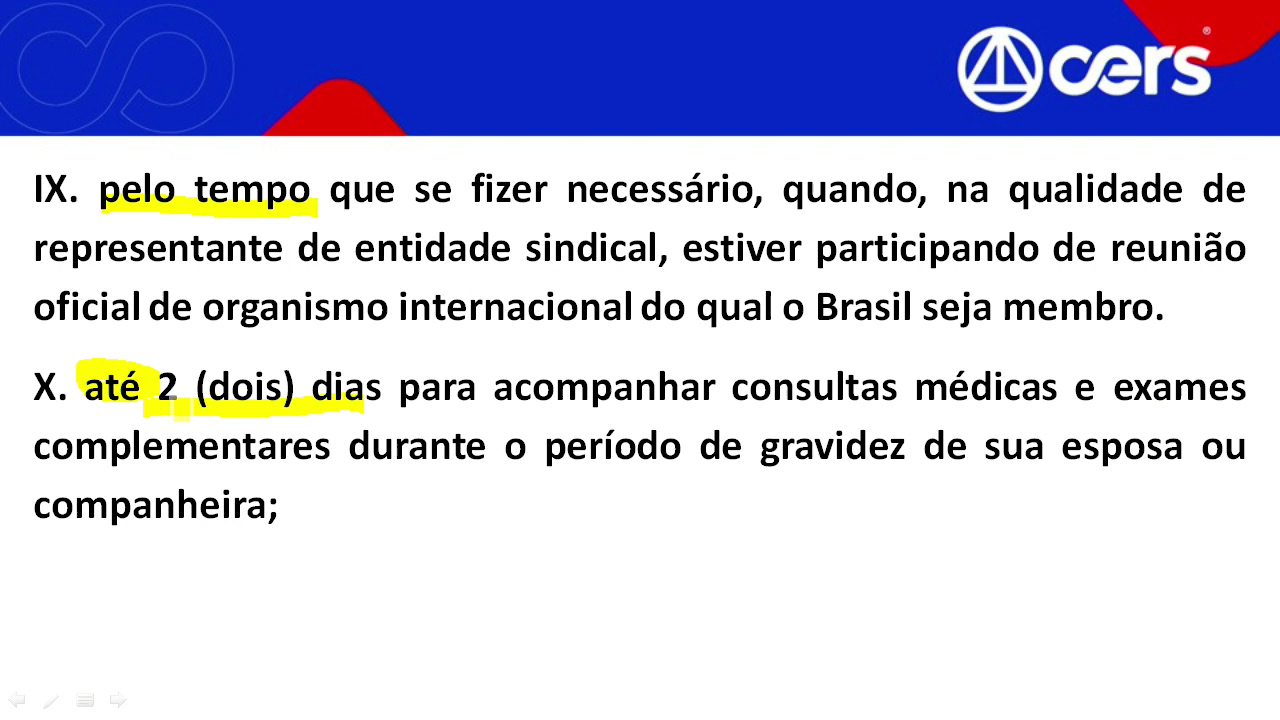 cers
IX. pelo tempo que se fizer necessário, quando, na qualidade de
representante de entidade sindical, estiver participando de reunião
oficial de organismo internacional do qual o Brasil seja membro.
X. até 2 (dois) dias para acompanhar consultas médicas e exames
complementares durante o período de gravidez de sua esposa ou
companheira;